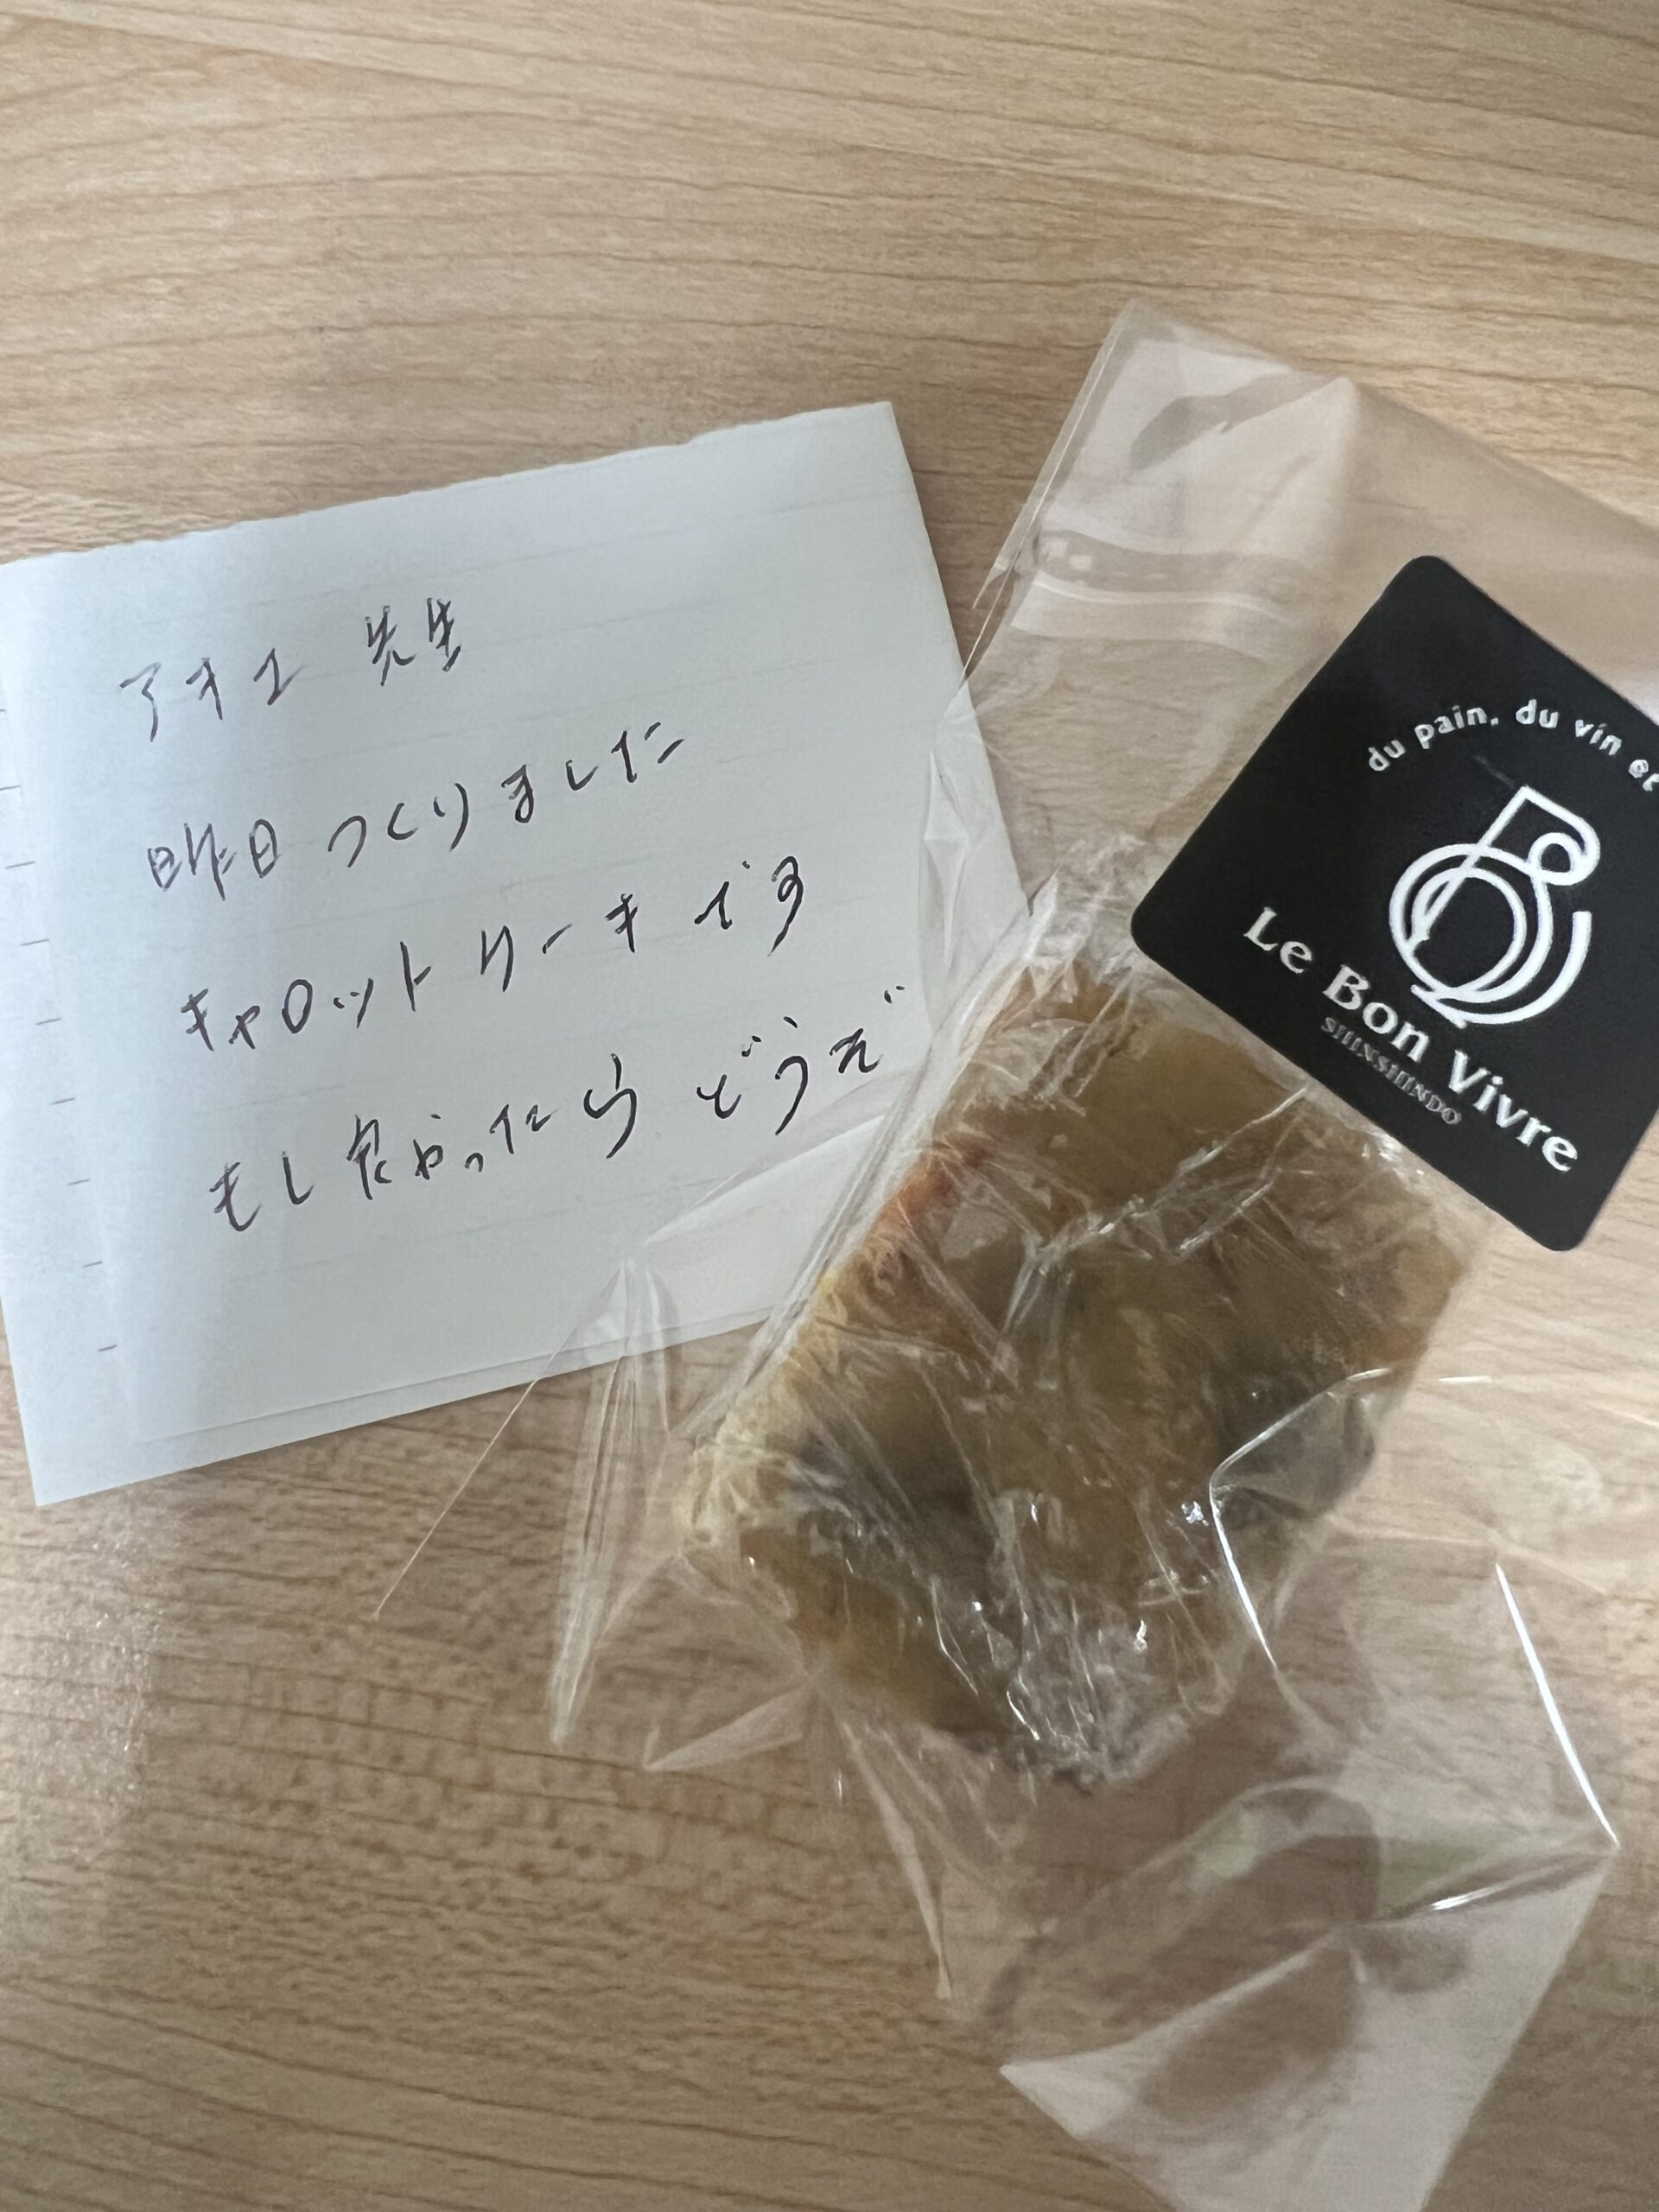 アキユ 先生
昨日 つくりました
キャロットケーキです
もし良かったら どうぞ
du pain, du vin et
Le Bon Vivre
SHINSHINDO